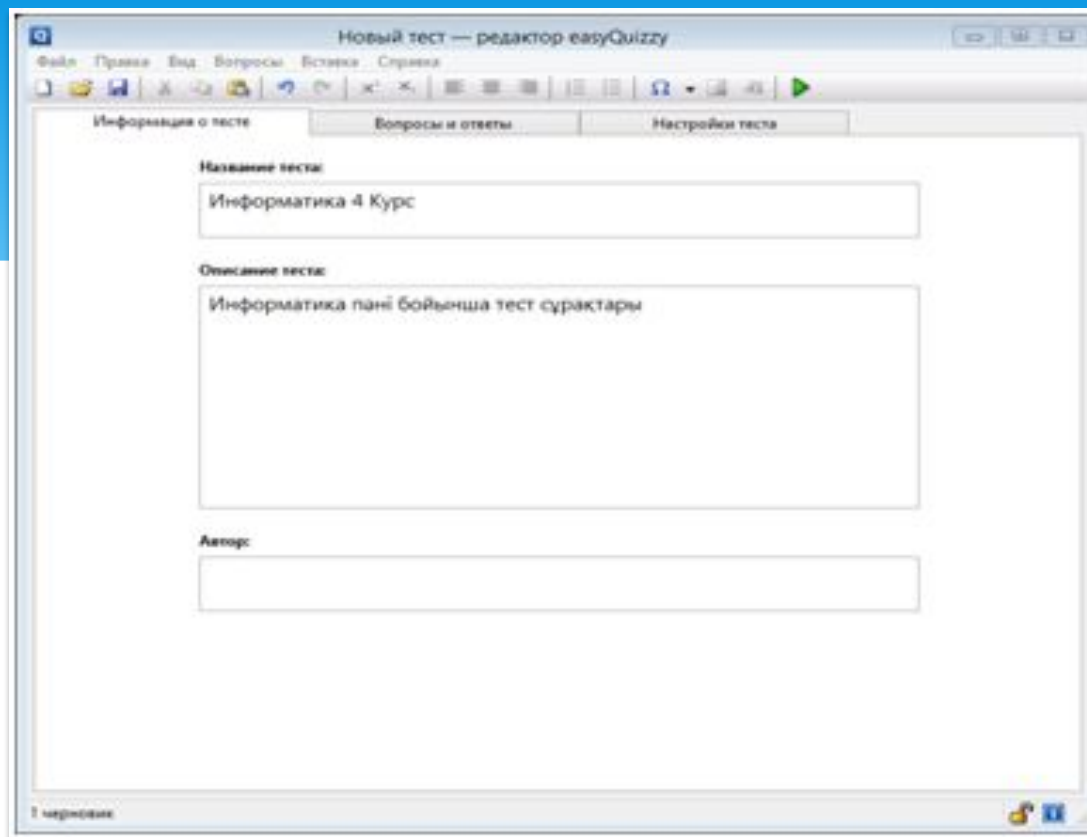 Новый тест — редактор easyQuizzy
Файл Правка Вид Вопросы Вставка Справка
Информация о тесте Вопросы и ответы Настройки теста
Название теста:
Информатика 4 Курс
Описание теста:
Информатика пані бойынша тест сұрақтары
Автор:
1 черновик